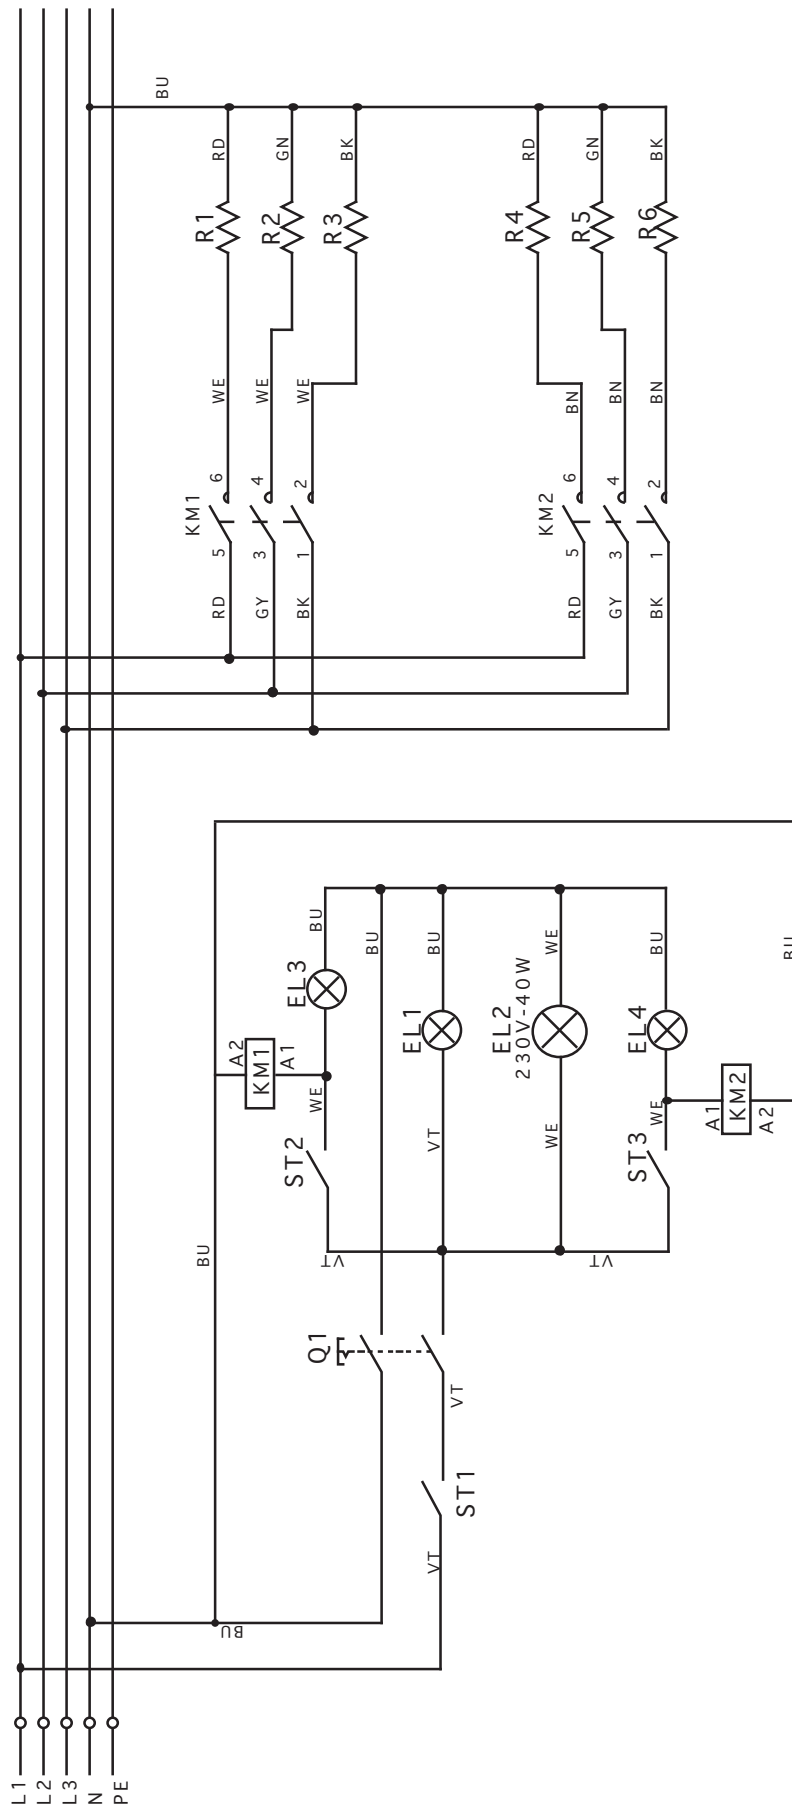 L1
L2
L3
N
PE
BU
BU
VT
ST1
VT
Q1
VT
VT
ST2
WE
A2
KM1
A1
EL3
BU
BU
EL1
VT
BU
EL2
230V-40W
WE
WE
ST3
WE
EL4
BU
A1
KM2
A2
BU
KM1
5
6
3
4
1
2
RD
GY
BK
WE
WE
WE
R1
R2
R3
RD
GN
BK
KM2
5
6
3
4
1
2
RD
GY
BK
BN
BN
BN
R4
R5
R6
RD
GN
BK
BU